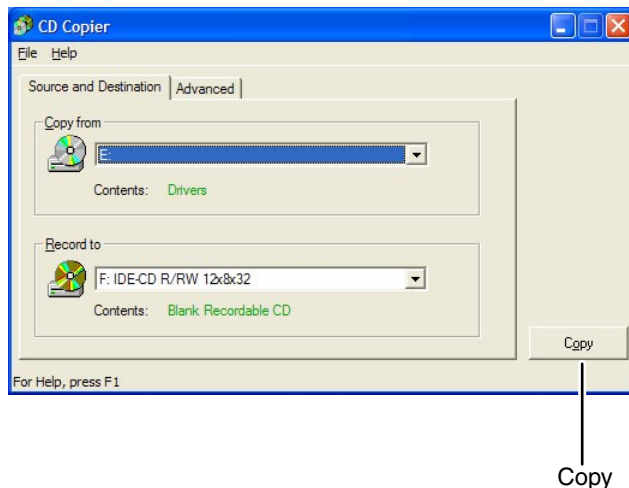 CD Copier
File Help
Source and Destination Advanced
Copy from
E:
Contents: Drivers
Record to
F: IDE-CD R/RW 12x8x32
Contents: Blank Recordable CD
Copy
For Help, press F1
Copy